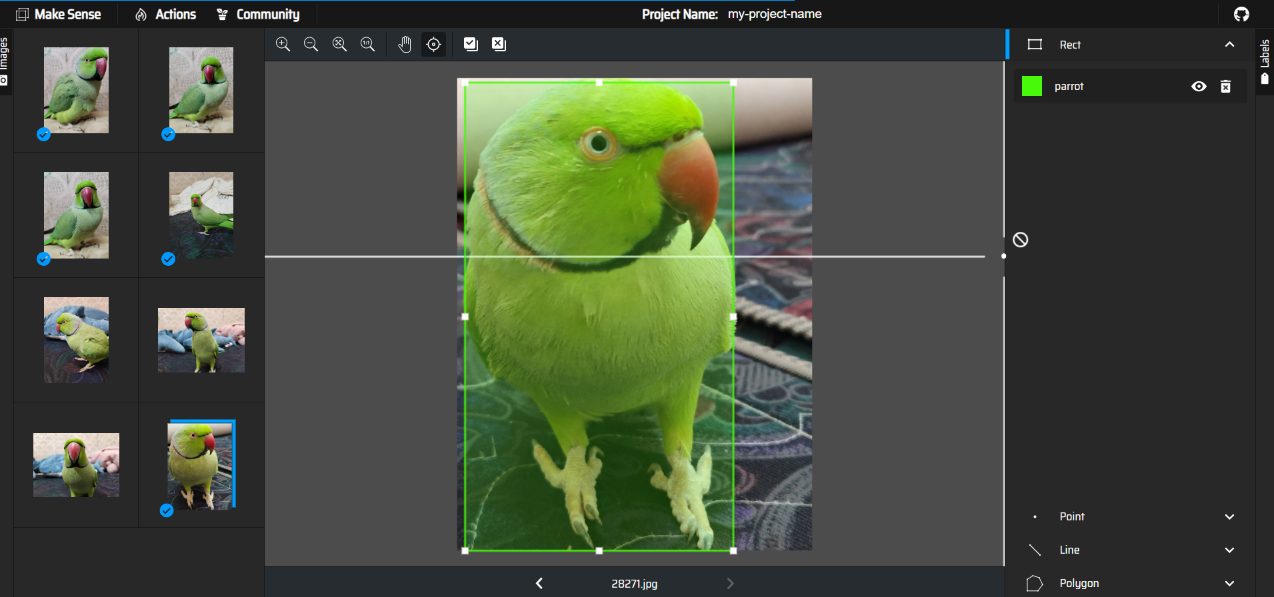 Make Sense
Actions
Community
Project Name: my-project-name
Images
Rect
parrot
Labels
Point
Line
Polygon
28271.jpg